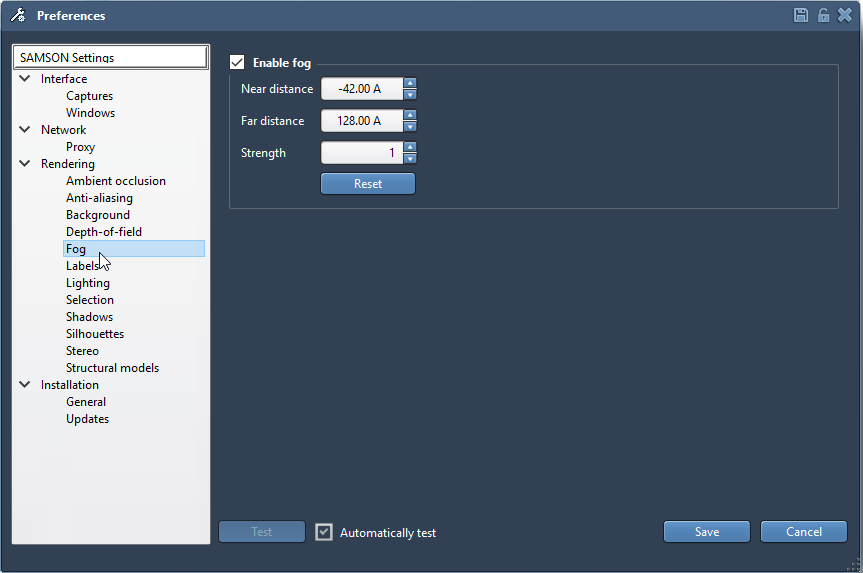 Preferences
SAMSON Settings
Interface
Captures
Windows
Network
Proxy
Rendering
Ambient occlusion
Anti-aliasing
Background
Depth-of-field
Fog
Labels
Lighting
Selection
Shadows
Silhouettes
Stereo
Structural models
Installation
General
Updates
Enable fog
Near distance -42.00 A
Far distance 128.00 A
Strength 1
Reset
Test Automatically test Save Cancel